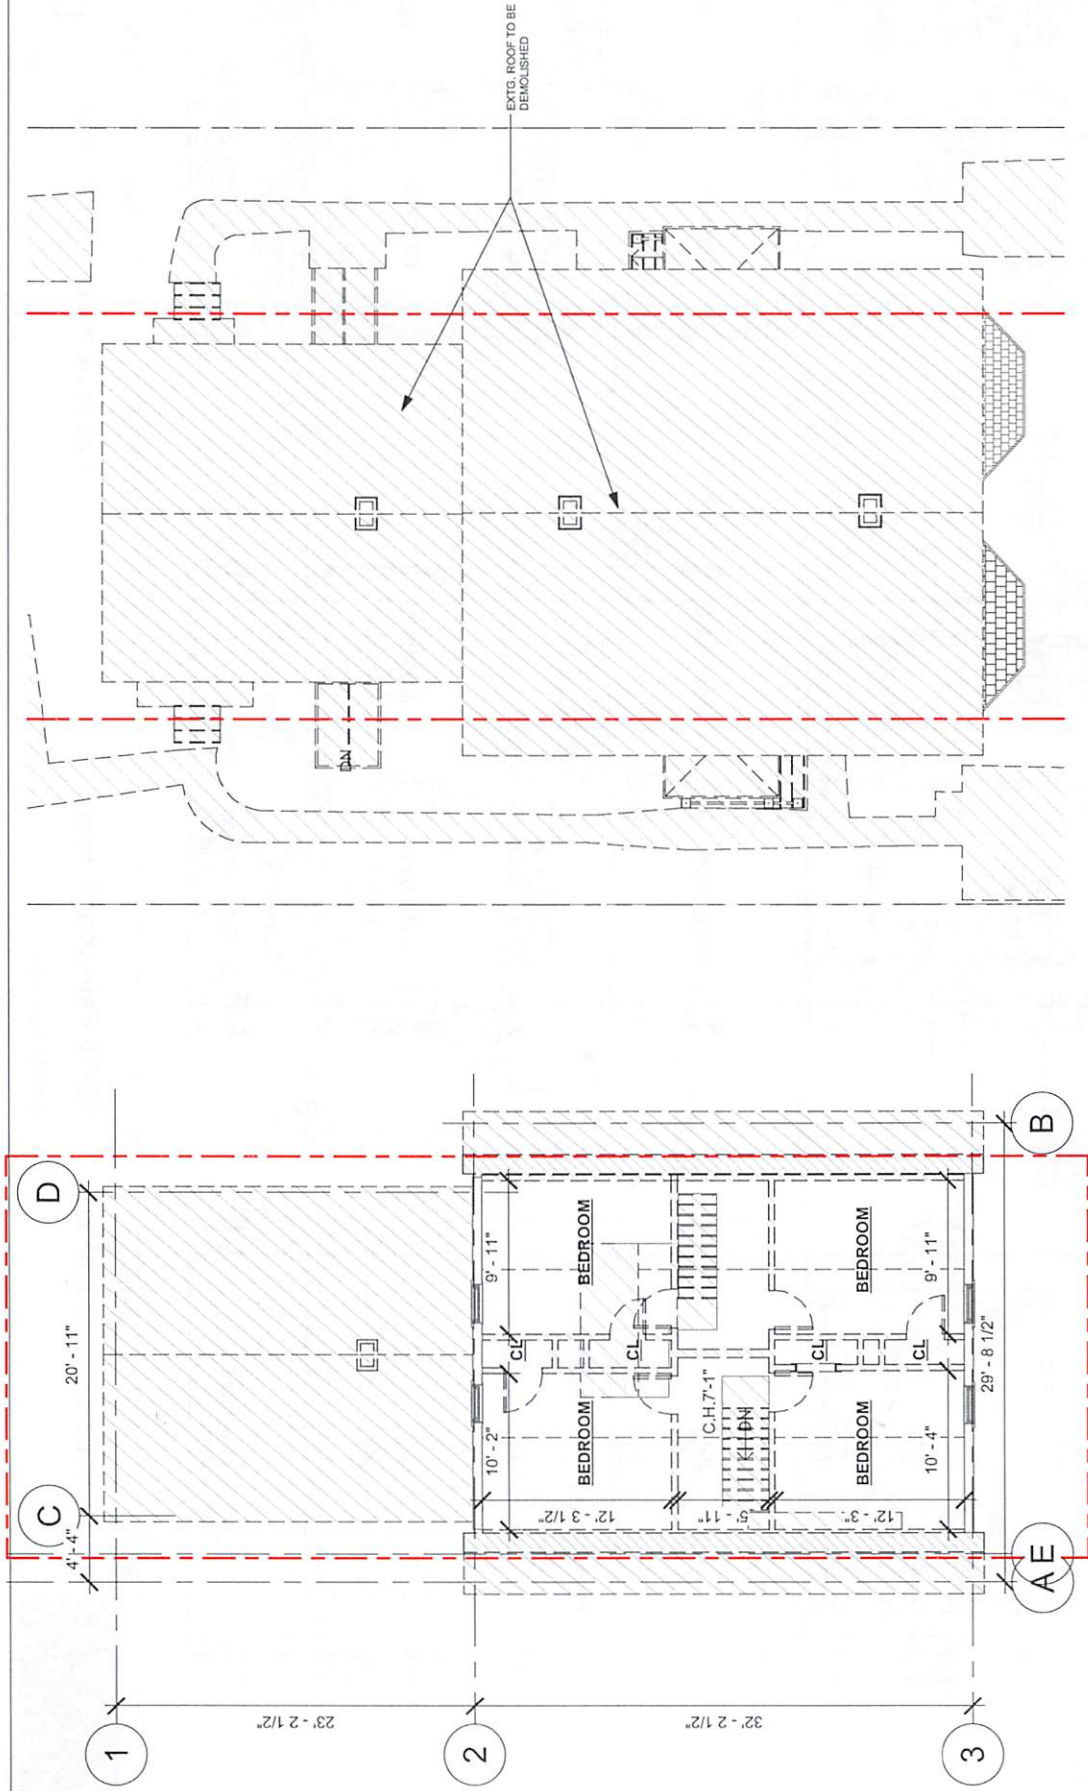 EXTG. ROOF TO BE
DEMOLISHED
DN
D
C
20' - 11"
4'- 4"
1
2
3
23' - 2 1/2"
32' - 2 1/2"
B
A
E
29' - 8 1/2"
BEDROOM
9' - 11"
BEDROOM
10' - 2"
CL
CL
C.H.7'-1"
DN
CL
CL
BEDROOM
9' - 11"
BEDROOM
10' - 4"
12' - 3 1/2"
5' - 11"
12' - 3"